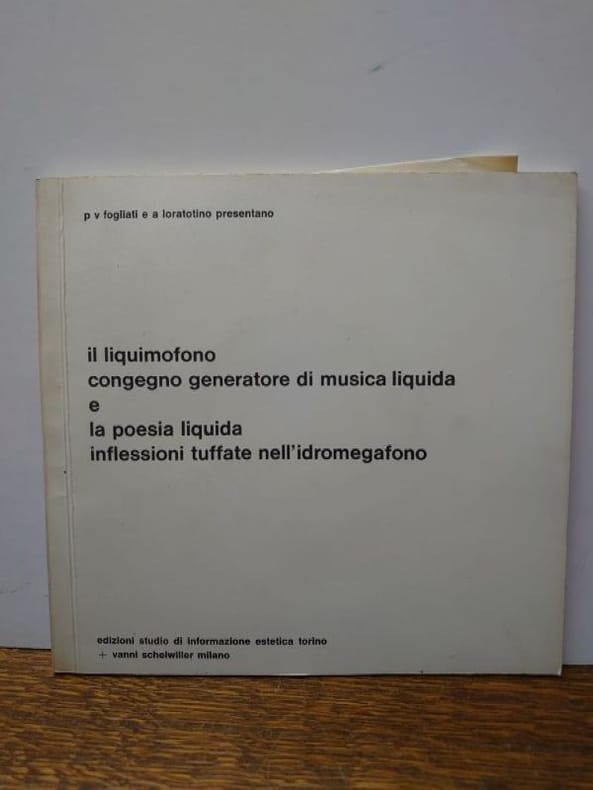 p v fogliati e a loratotino presentano
il liquimofono
congegno generatore di musica liquida
e
la poesia liquida
inflessioni tuffate nell'idromegafono
edizioni studio di informazione estetica torino
+ vanni scheiwiller milano